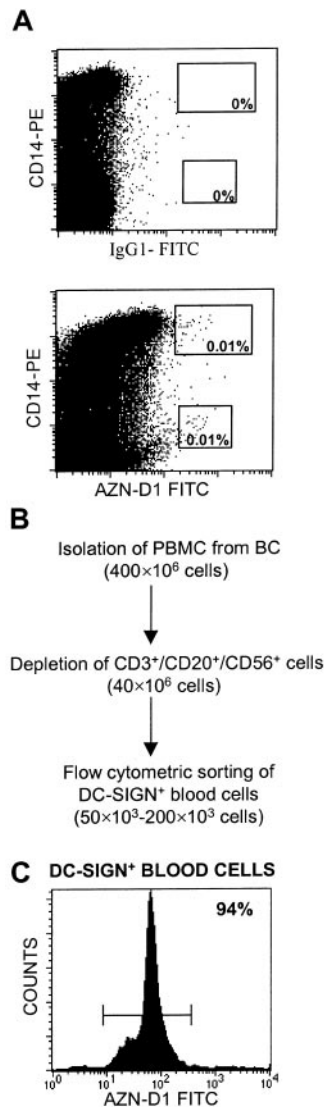 A
CD14-PE
0%
0%
IgG1- FITC
CD14-PE
0.01%
0.01%
AZN-D1 FITC
B
Isolation of PBMC from BC
(400×10⁶ cells)
Depletion of CD3⁺/CD20⁺/CD56⁺ cells
(40×10⁶ cells)
Flow cytometric sorting of
DC-SIGN⁺ blood cells
(50×10³-200×10³ cells)
C DC-SIGN⁺ BLOOD CELLS
94%
COUNTS
10⁰ 10¹ 10² 10³ 10⁴
AZN-D1 FITC